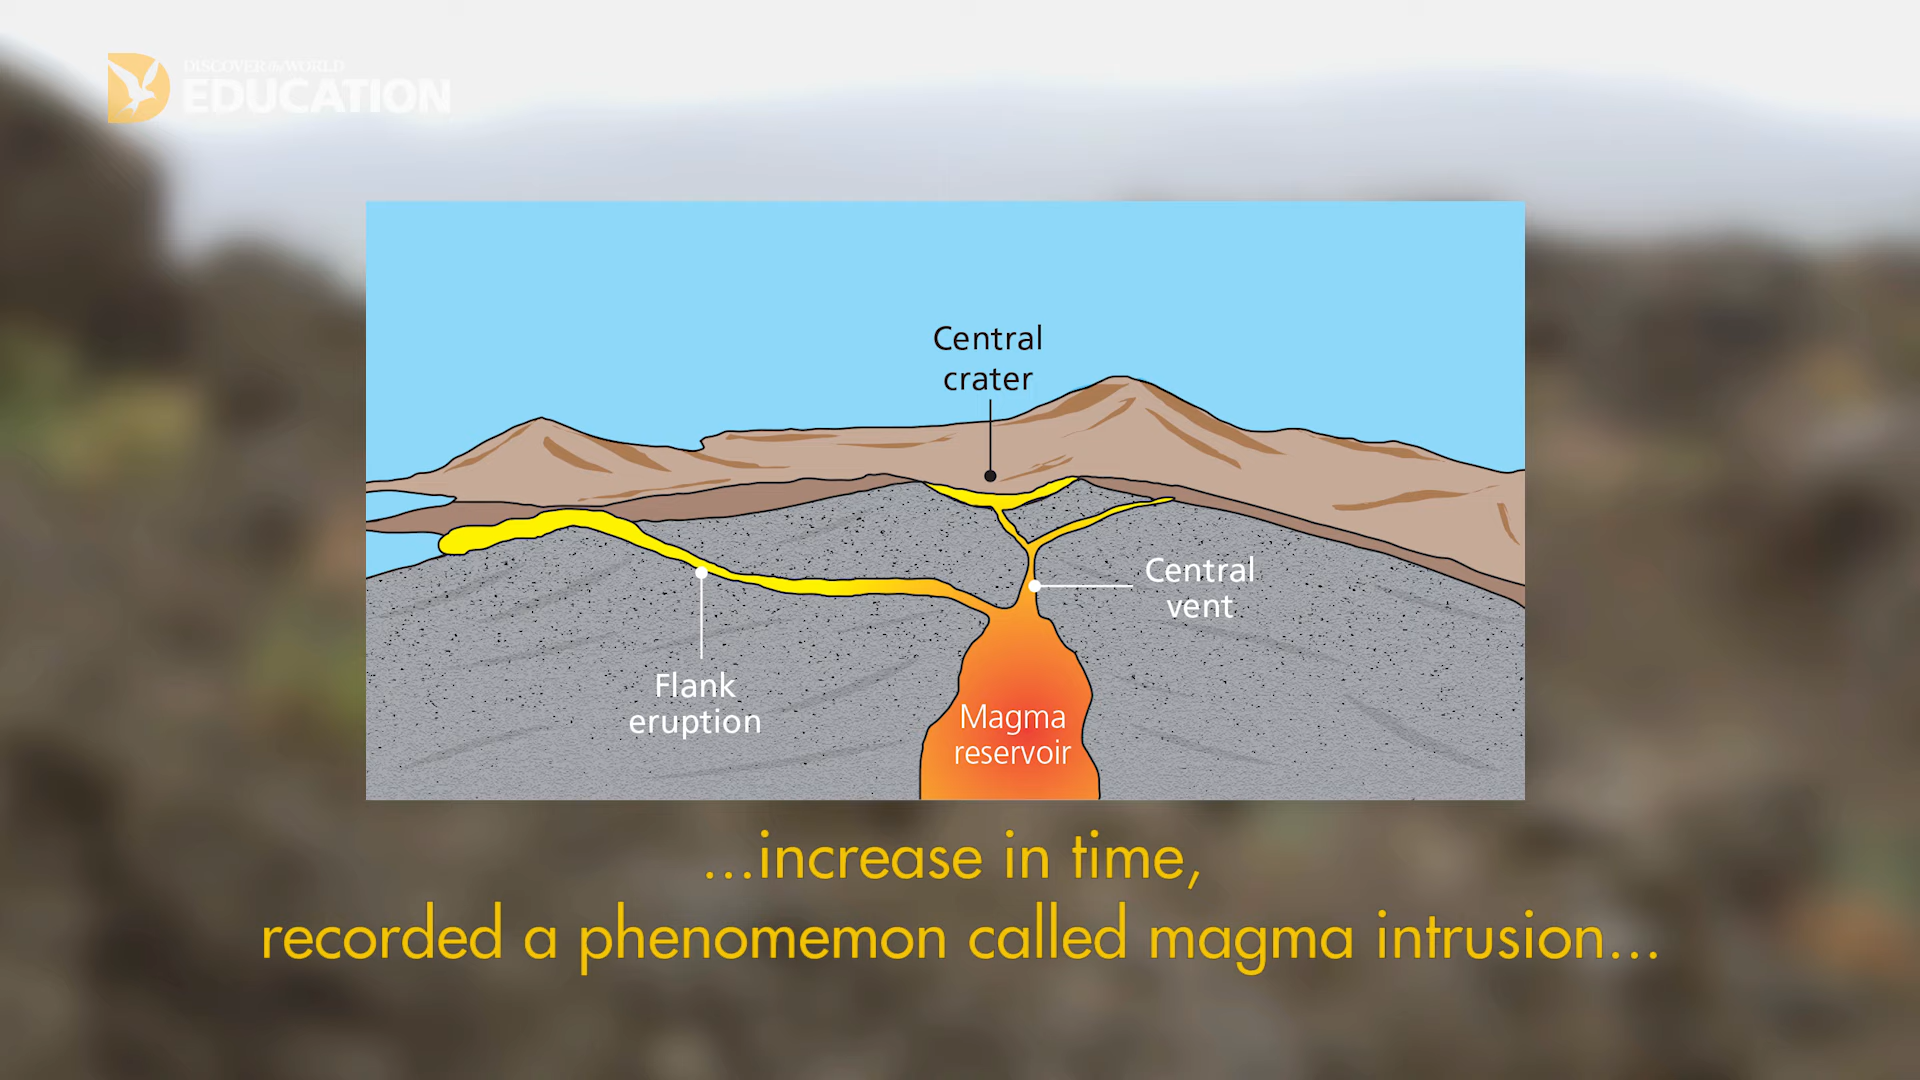 DISCOVER the WORLD
EDUCATION
Central
crater
Central
vent
Flank
eruption
Magma
reservoir
...increase in time,
recorded a phenomemon called magma intrusion...